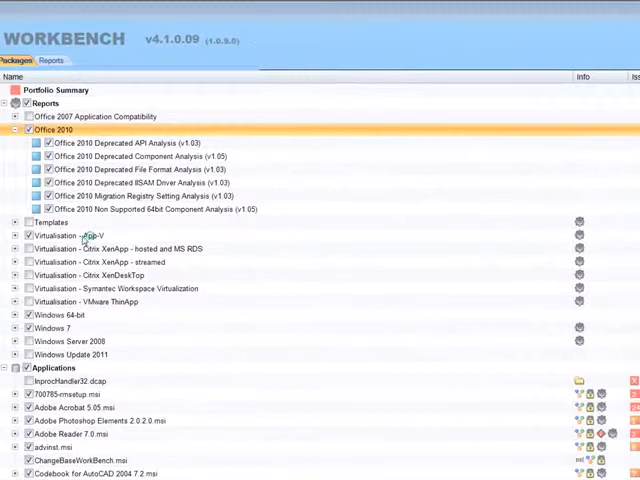 WORKBENCH v4.1.0.09 (1.0.9.0)
Packages Reports
Name Info Iss
Portfolio Summary
Reports
Office 2007 Application Compatibility
Office 2010
Office 2010 Deprecated API Analysis (v1.03)
Office 2010 Deprecated Component Analysis (v1.05)
Office 2010 Deprecated File Format Analysis (v1.03)
Office 2010 Deprecated IISAM Driver Analysis (v1.03)
Office 2010 Migration Registry Setting Analysis (v1.03)
Office 2010 Non Supported 64bit Component Analysis (v1.05)
Templates
Virtualisation - App-V
Virtualisation - Citrix XenApp - hosted and MS RDS
Virtualisation - Citrix XenApp - streamed
Virtualisation - Citrix XenDeskTop
Virtualisation - Symantec Workspace Virtualization
Virtualisation - VMware ThinApp
Windows 64-bit
Windows 7
Windows Server 2008
Windows Update 2011
Applications
InprocHandler32.dcap X
700785-rmsetup.msi
Adobe Acrobat 5.05.msi
Adobe Photoshop Elements 2.0.2.0.msi
Adobe Reader 7.0.msi
advinst.msi
ChangeBaseWorkBench.msi
Codebook for AutoCAD 2004 7.2.msi